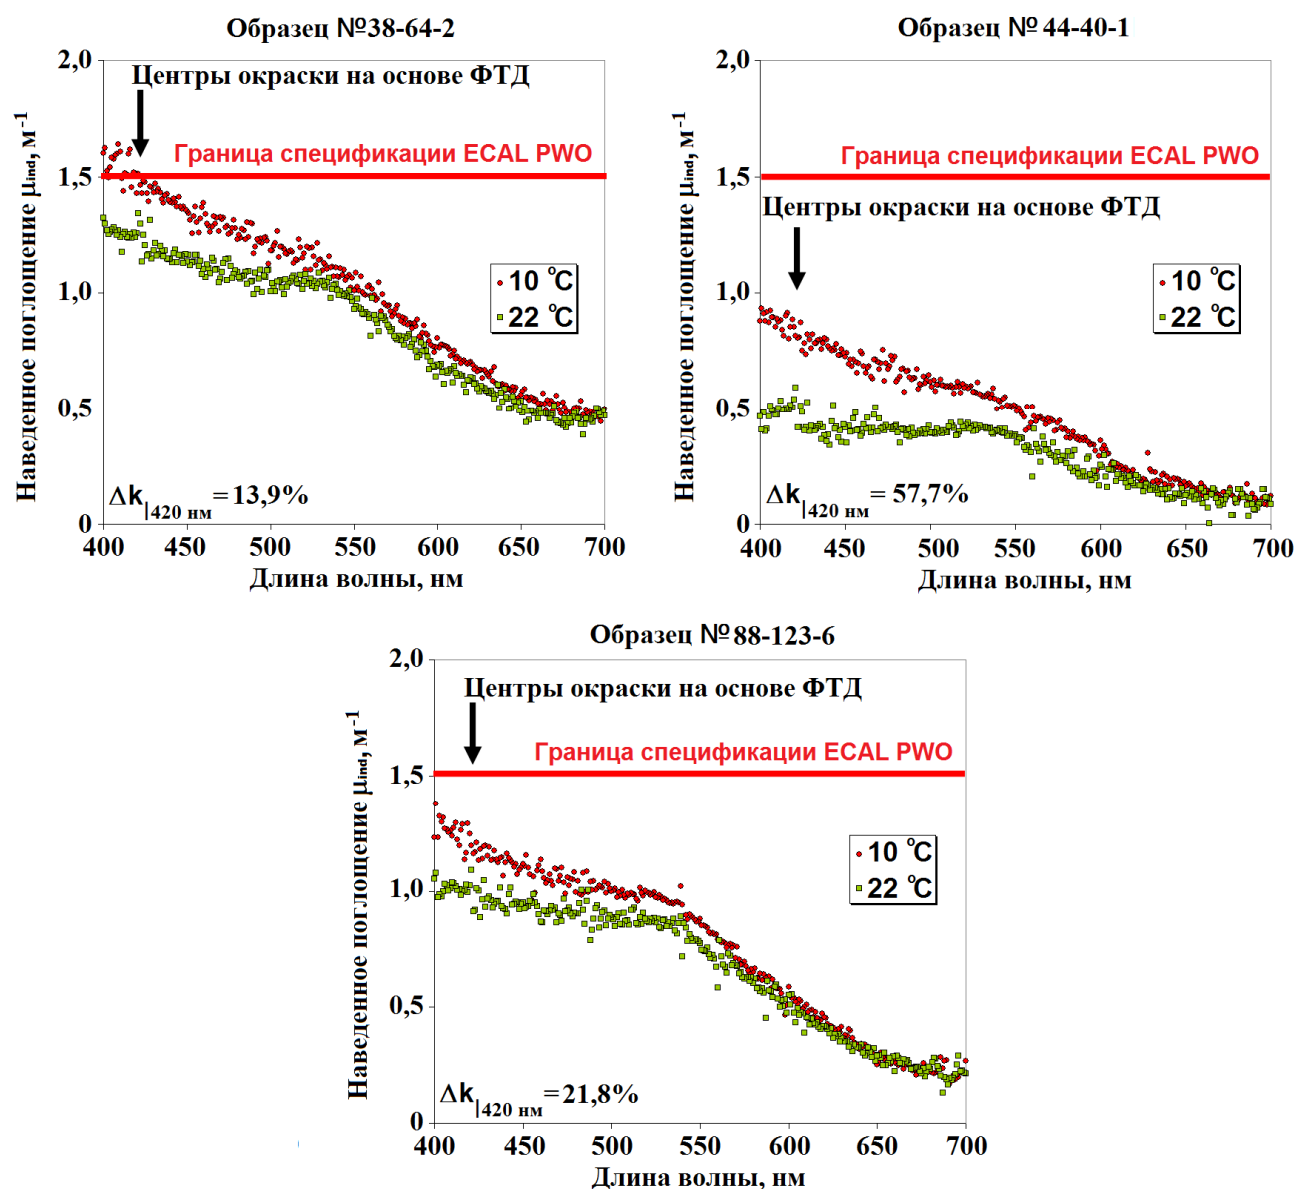 Образец №38-64-2
2,0
1,5
1,0
0,5
0
Наведенное поглощение μind, м-1
Центры окраски на основе ФТД
Граница спецификации ECAL PWO
10 °C
22 °C
Δk|420 нм = 13,9%
400 450 500 550 600 650 700
Длина волны, нм
Образец № 44-40-1
2,0
1,5
1,0
0,5
0
Наведенное поглощение μind, м-1
Граница спецификации ECAL PWO
Центры окраски на основе ФТД
10 °C
22 °C
Δk|420 нм = 57,7%
400 450 500 550 600 650 700
Длина волны, нм
Образец № 88-123-6
2,0
1,5
1,0
0,5
0
Наведенное поглощение μind, м-1
Центры окраски на основе ФТД
Граница спецификации ECAL PWO
10 °C
22 °C
Δk|420 нм = 21,8%
400 450 500 550 600 650 700
Длина волны, нм